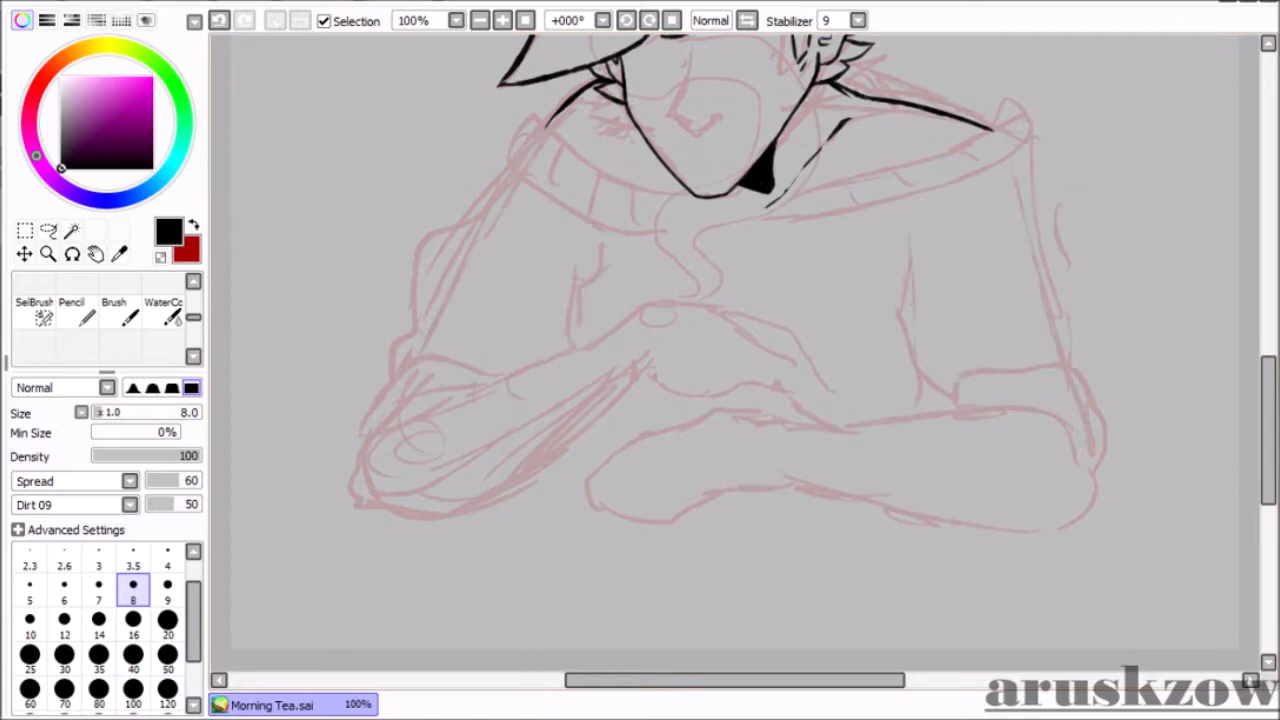 Selection 100% +000° Normal Stabilizer 9
SelBrush Pencil Brush WaterCo
Normal
Size x 1.0 8.0
Min Size 0%
Density 100
Spread 60
Dirt 09 50
Advanced Settings
2.3 2.6 3 3.5 4
5 6 7 8 9
10 12 14 16 20
25 30 35 40 50
60 70 80 100 120
Morning Tea.sai 100%
aruskzow